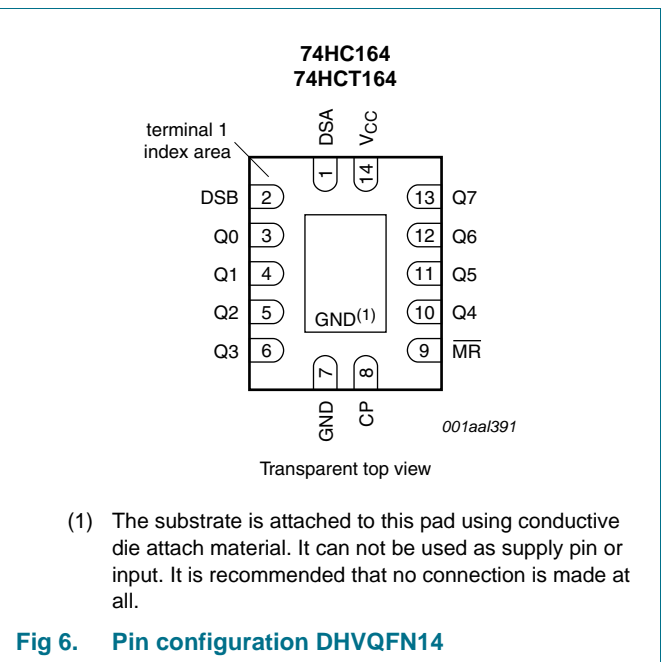 74HC164
74HCT164
terminal 1
index area
DSA
VCC
1
14
DSB 2
13 Q7
Q0 3
12 Q6
Q1 4
11 Q5
Q2 5
10 Q4
Q3 6
9 MR
GND(1)
7
8
GND
CP
001aal391
Transparent top view
(1) The substrate is attached to this pad using conductive
die attach material. It can not be used as supply pin or
input. It is recommended that no connection is made at
all.
Fig 6. Pin configuration DHVQFN14